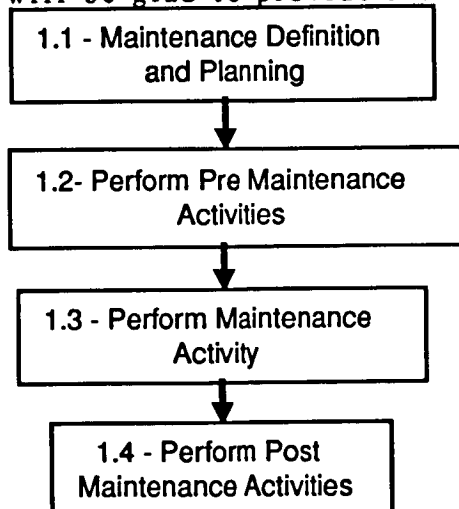 1.1 - Maintenance Definition
and Planning
1.2- Perform Pre Maintenance
Activities
1.3 - Perform Maintenance
Activity
1.4 - Perform Post
Maintenance Activities